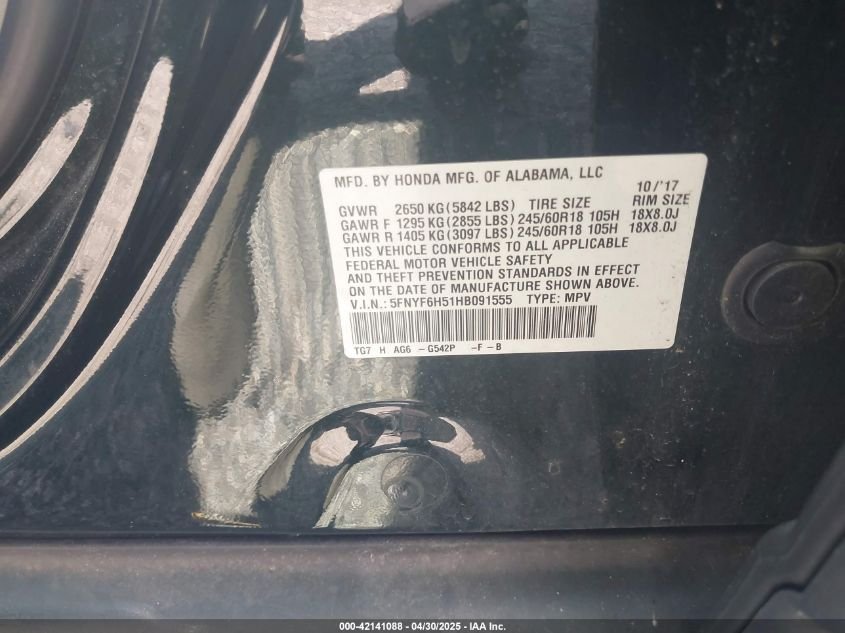 MFD. BY HONDA MFG. OF ALABAMA, LLC 10/'17
GVWR 2650 KG (5842 LBS) TIRE SIZE RIM SIZE
GAWR F 1295 KG (2855 LBS) 245/60R18 105H 18X8.0J
GAWR R 1405 KG (3097 LBS) 245/60R18 105H 18X8.0J
THIS VEHICLE CONFORMS TO ALL APPLICABLE
FEDERAL MOTOR VEHICLE SAFETY
AND THEFT PREVENTION STANDARDS IN EFFECT
ON THE DATE OF MANUFACTURE SHOWN ABOVE.
V.I.N.: 5FNYF6H51HB091555 TYPE: MPV
TG7 H AG6 - G542P -F-B
000-42141088 - 04/30/2025 - IAA Inc.